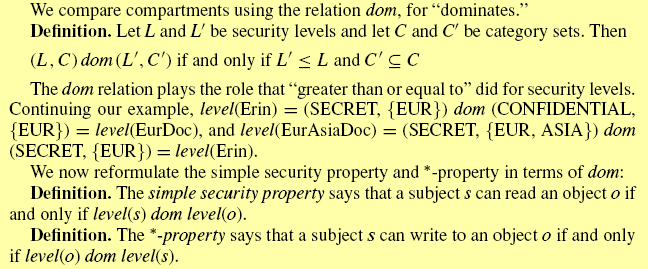 We compare compartments using the relation dom, for “dominates.”
Definition. Let L and L′ be security levels and let C and C′ be category sets. Then
(L, C) dom (L′, C′) if and only if L′ ≤ L and C′ ⊆ C
The dom relation plays the role that “greater than or equal to” did for security levels.
Continuing our example, level(Erin) = (SECRET, {EUR}) dom (CONFIDENTIAL,
{EUR}) = level(EurDoc), and level(EurAsiaDoc) = (SECRET, {EUR, ASIA}) dom
(SECRET, {EUR}) = level(Erin).
We now reformulate the simple security property and *-property in terms of dom:
Definition. The simple security property says that a subject s can read an object o if
and only if level(s) dom level(o).
Definition. The *-property says that a subject s can write to an object o if and only
if level(o) dom level(s).